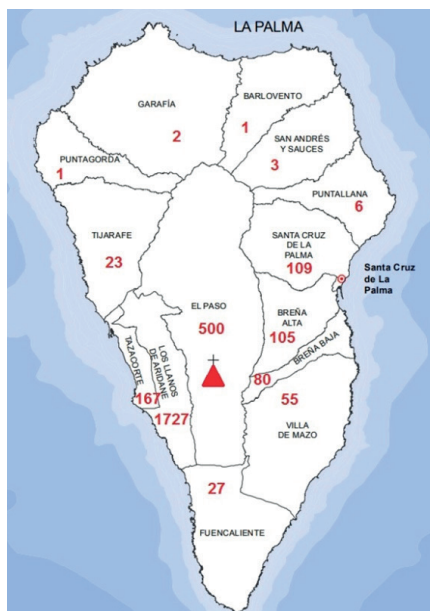 LA PALMA
GARAFÍA
2
BARLOVENTO
1
SAN ANDRÉS
Y SAUCES
3
PUNTAGORDA
1
PUNTALLANA
6
TIJARAFE
23
SANTA CRUZ
DE LA
PALMA
109
Santa Cruz
de La
Palma
EL PASO
500
BREÑA
ALTA
105
BREÑA BAJA
80
TAZACORTE
167
LOS LLANOS
DE ARIDANE
1727
55
VILLA
DE MAZO
27
FUENCALIENTE